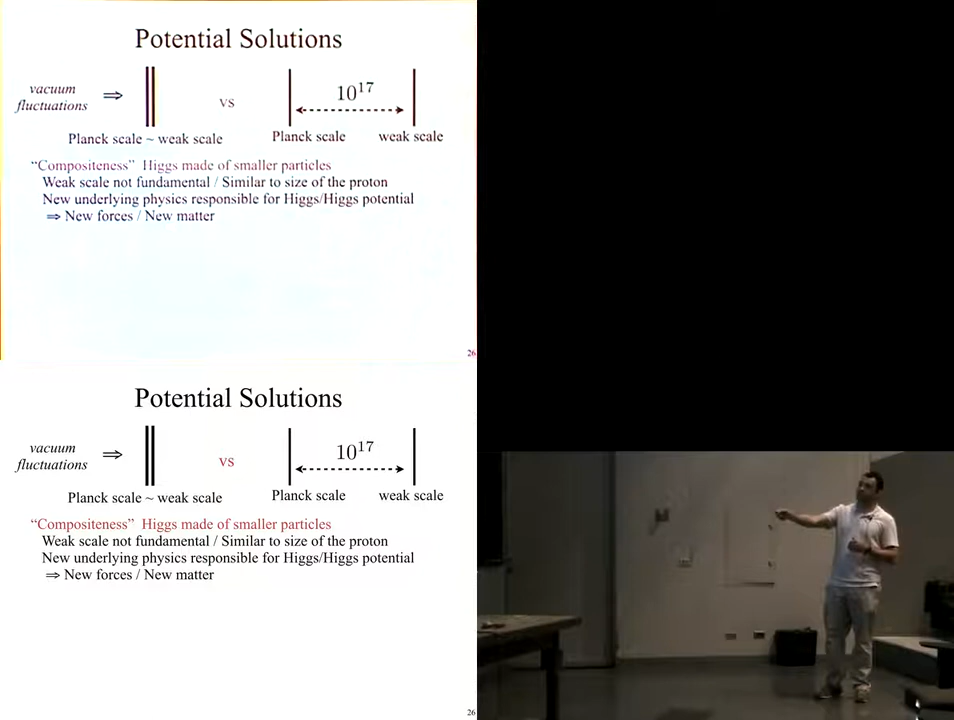 Potential Solutions
vacuum fluctuations ⇒ vs 10^17
Planck scale ~ weak scale Planck scale weak scale
“Compositeness” Higgs made of smaller particles
Weak scale not fundamental / Similar to size of the proton
New underlying physics responsible for Higgs/Higgs potential
⇒ New forces / New matter
26
Potential Solutions
vacuum fluctuations ⇒ vs 10^17
Planck scale ~ weak scale Planck scale weak scale
“Compositeness” Higgs made of smaller particles
Weak scale not fundamental / Similar to size of the proton
New underlying physics responsible for Higgs/Higgs potential
⇒ New forces / New matter
26